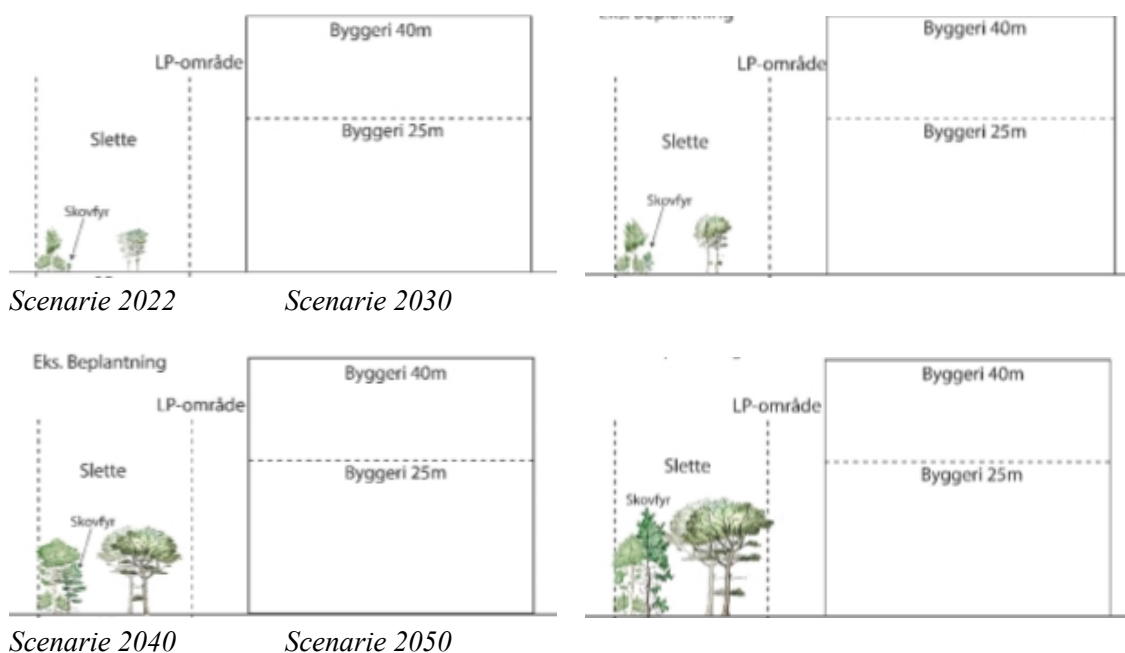 Byggeri 40m
LP-område
Byggeri 25m
Slette
Skovfyr
Eks. Beplantning
Byggeri 40m
LP-område
Byggeri 25m
Slette
Skovfyr
Scenarie 2022 Scenarie 2030
Eks. Beplantning
Byggeri 40m
LP-område
Slette
Byggeri 25m
Skovfyr
Byggeri 40m
LP-område
Slette
Byggeri 25m
Skovfyr
Scenarie 2040 Scenarie 2050